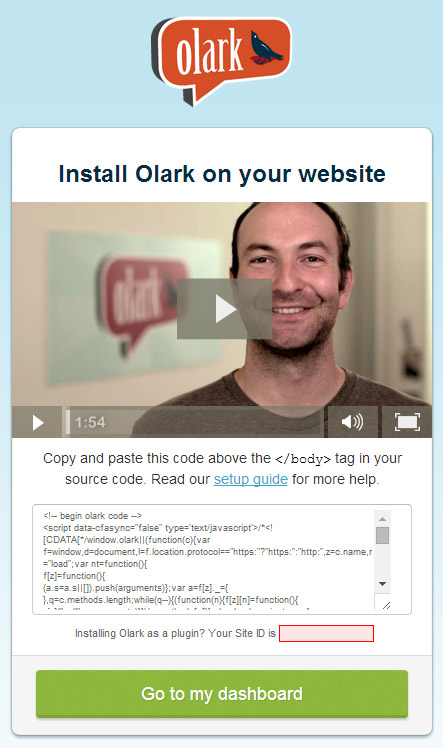 olark
Install Olark on your website
olark
1:54
Copy and paste this code above the </body> tag in your
source code. Read our setup guide for more help.
<!-- begin olark code -->
<script data-cfasync="false" type='text/javascript'>/*<!
[CDATA[*/window.olark||(function(c){var
f=window,d=document,l=f.location.protocol=="https:"?"https:":"http:",z=c.name,r
="load";var nt=function(){
f[z]=function(){
(a.s=a.s||[]).push(arguments)};var a=f[z]._={
},q=c.methods.length;while(q--){(function(n){f[z][n]=function(){
Installing Olark as a plugin? Your Site ID is
Go to my dashboard